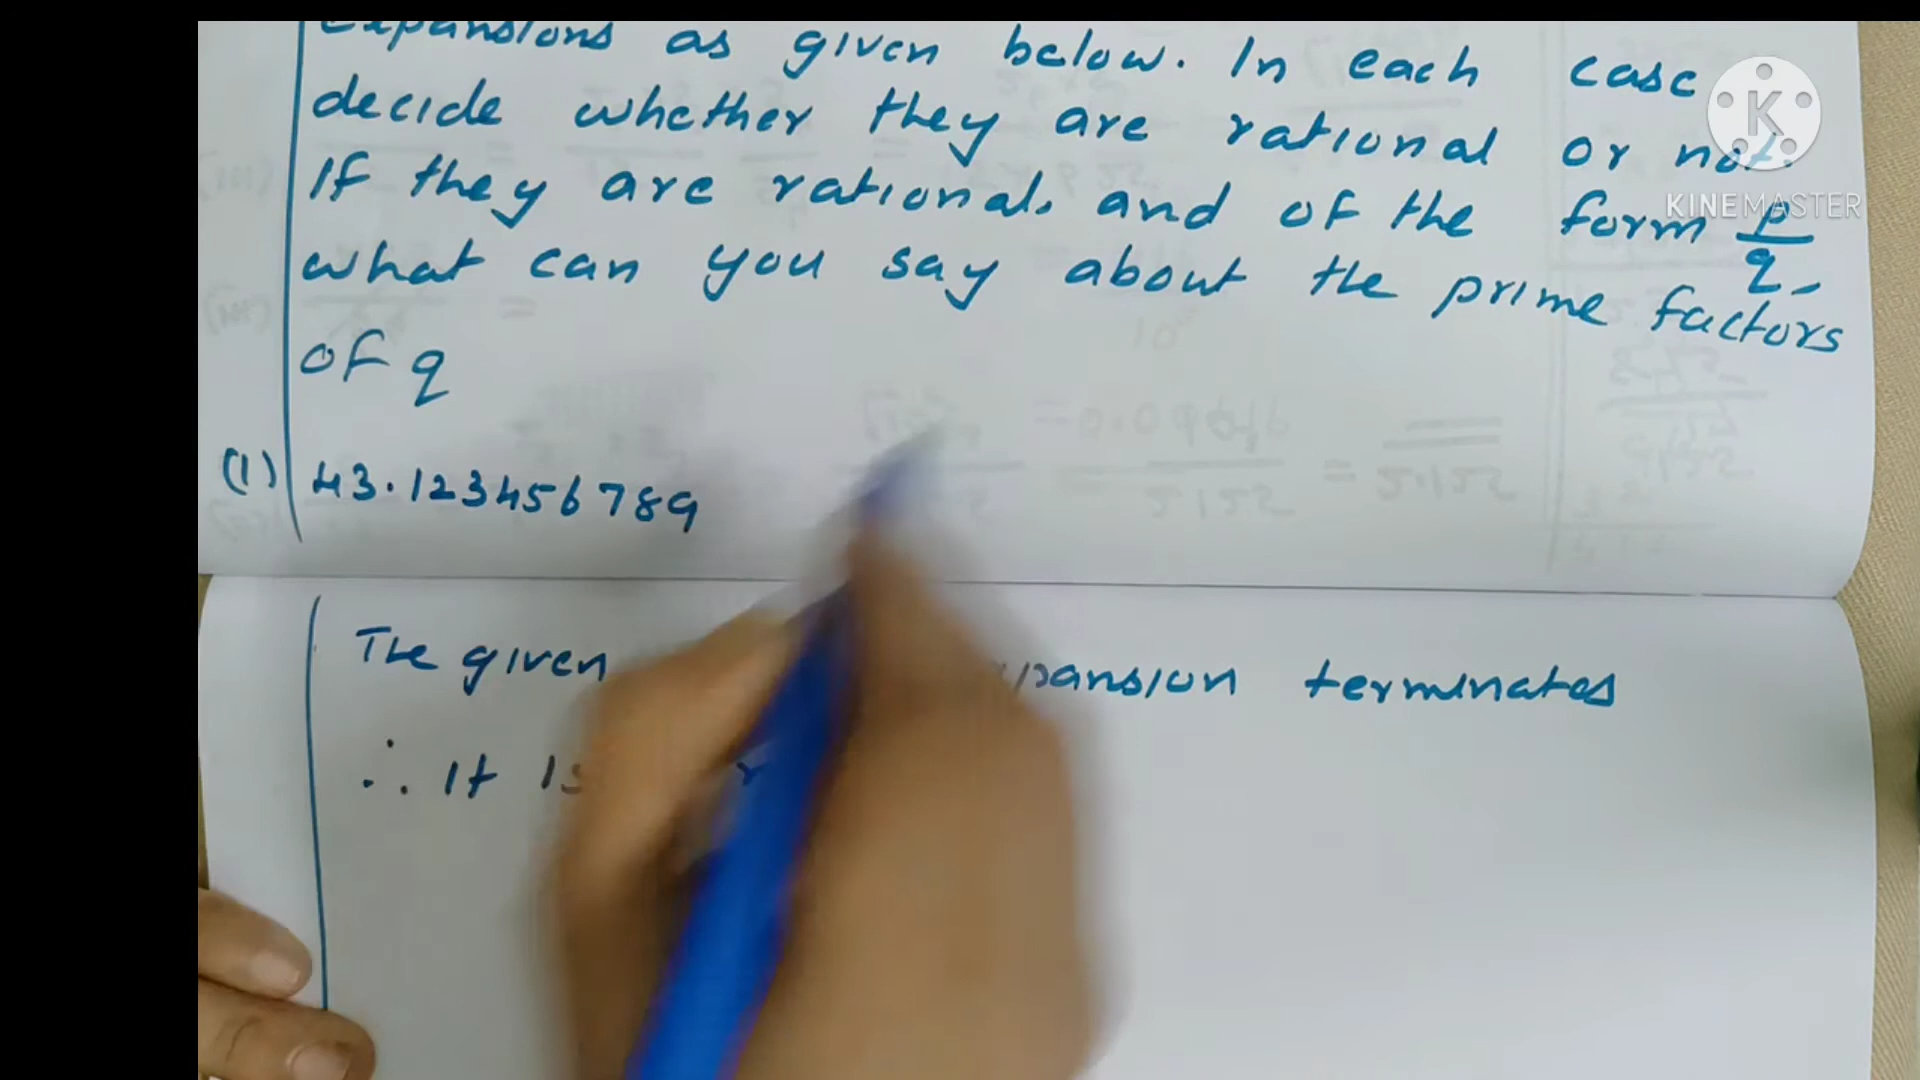 expansions as given below. In each case
decide whether they are rational or not.
If they are rational, and of the form p/q,
what can you say about the prime factors
of q
(1) 43.123456789
The given expansion terminates
∴ It is
K
KINEMASTER